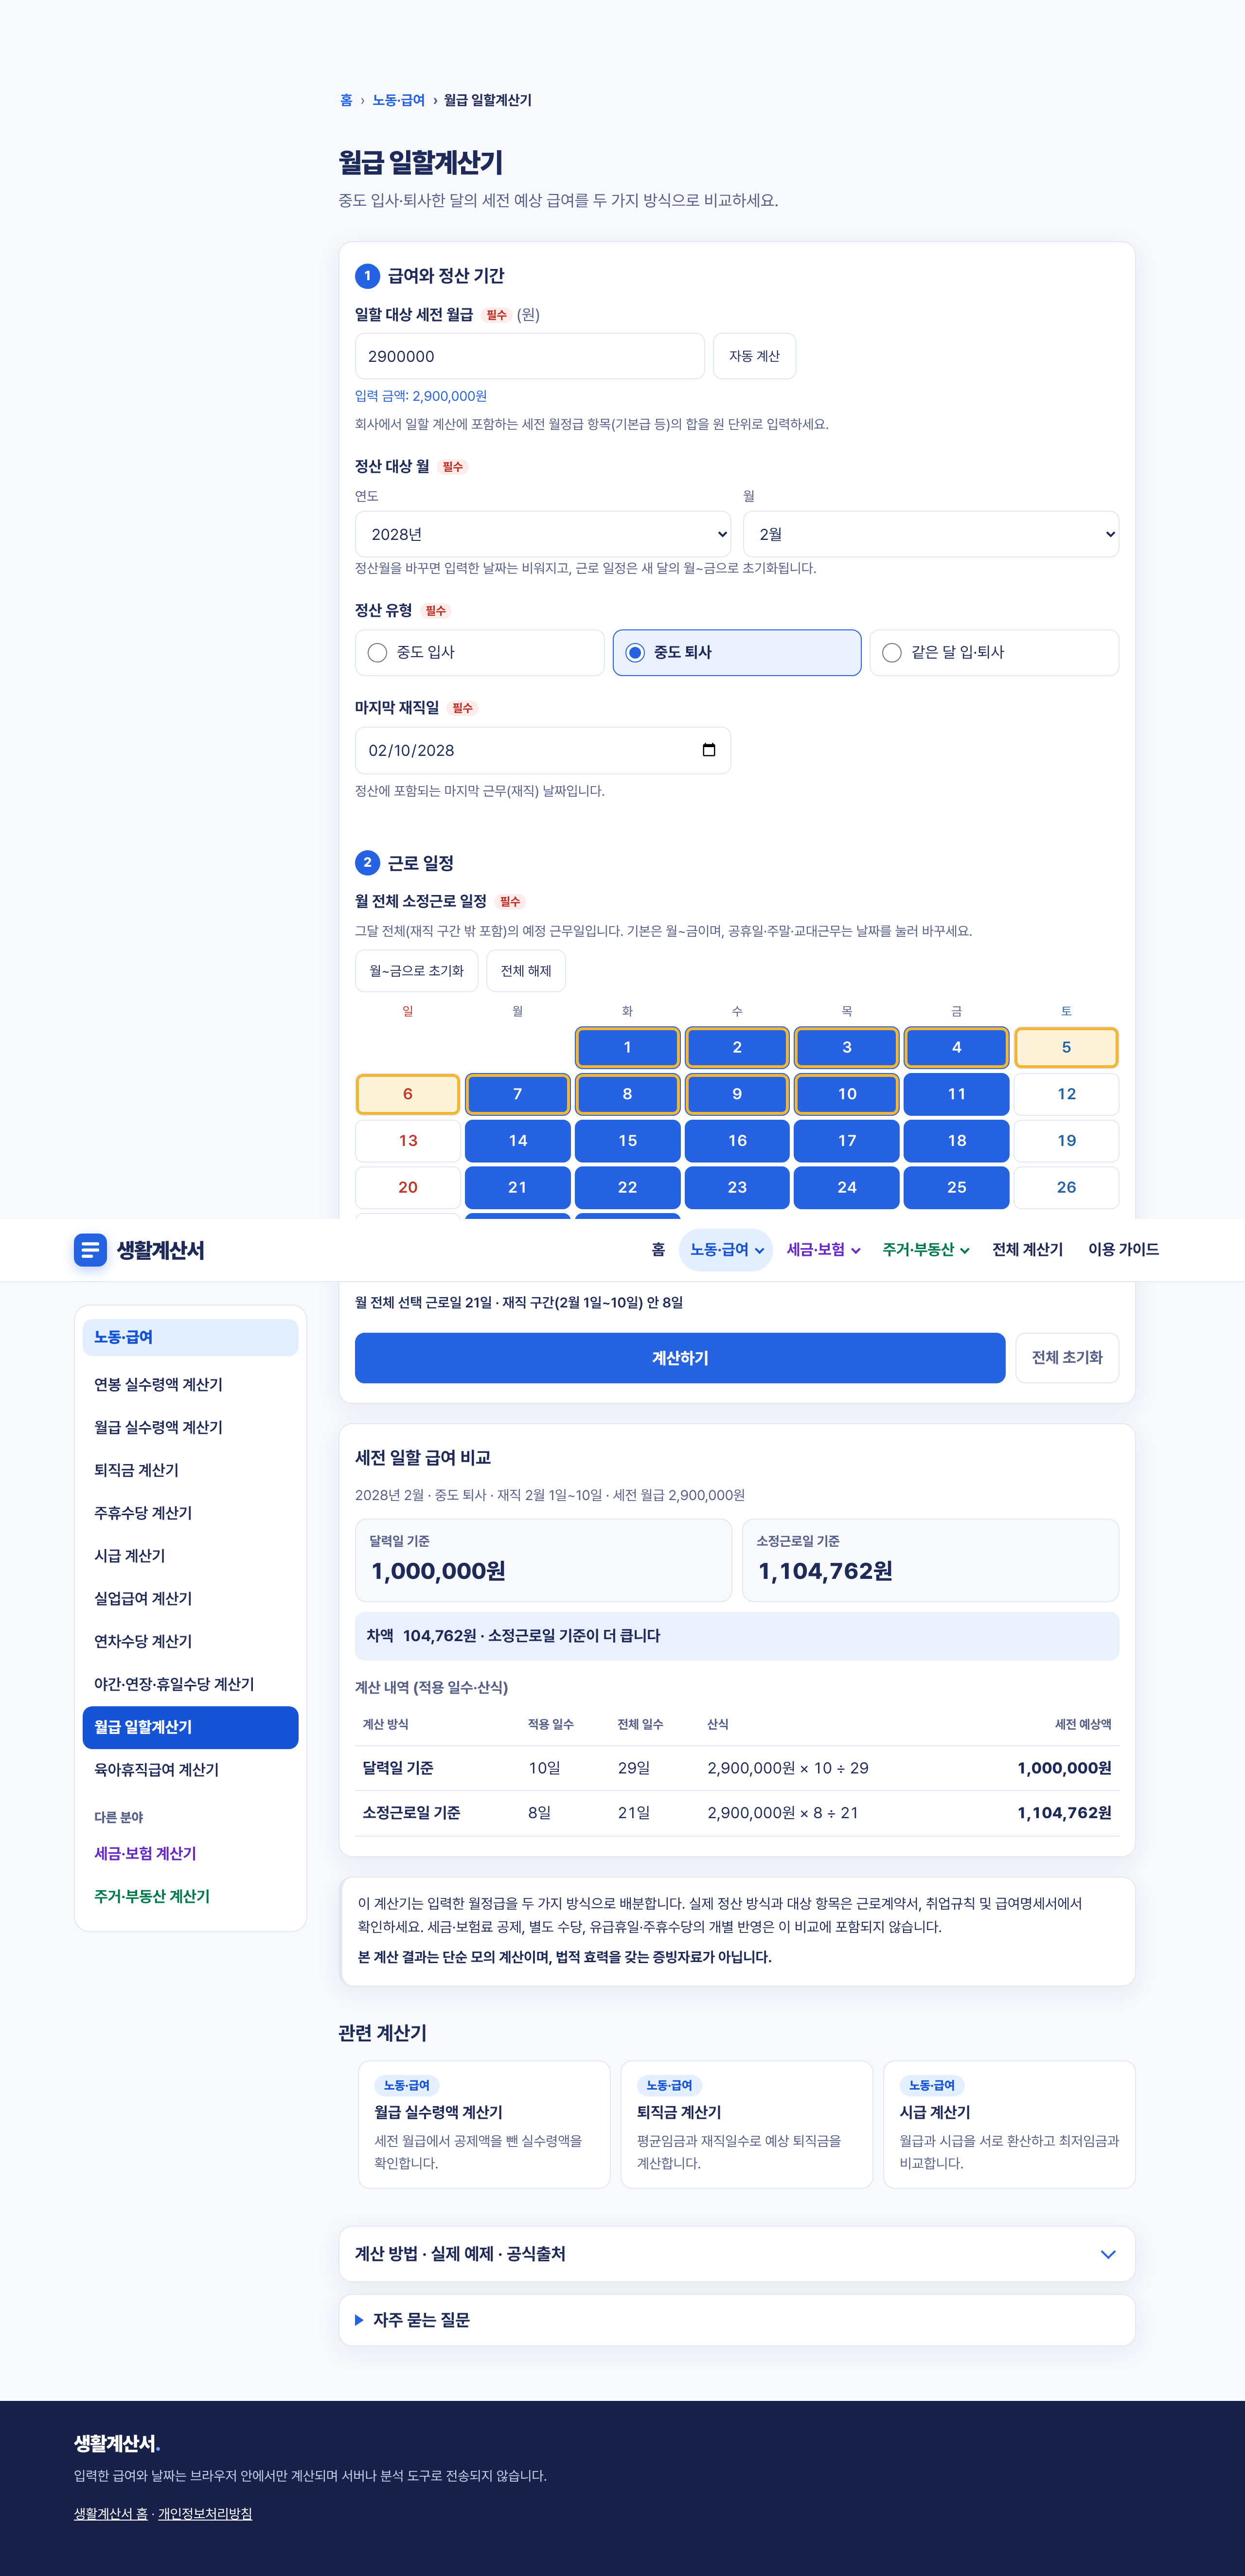 홈 › 노동·급여 › 월급 일할계산기
월급 일할계산기
중도 입사·퇴사한 달의 세전 예상 급여를 두 가지 방식으로 비교하세요.
1 급여와 정산 기간
일할 대상 세전 월급 필수 (원)
2900000 자동 계산
입력 금액: 2,900,000원
회사에서 일할 계산에 포함하는 세전 월정급 항목(기본급 등)의 합을 원 단위로 입력하세요.
정산 대상 월 필수
연도 월
2028년 2월
정산월을 바꾸면 입력한 날짜는 비워지고, 근로 일정은 새 달의 월~금으로 초기화됩니다.
정산 유형 필수
중도 입사 중도 퇴사 같은 달 입·퇴사
마지막 재직일 필수
02/10/2028
정산에 포함되는 마지막 근무(재직) 날짜입니다.
2 근로 일정
월 전체 소정근로 일정 필수
그달 전체(재직 구간 밖 포함)의 예정 근무일입니다. 기본은 월~금이며, 공휴일·주말·교대근무는 날짜를 눌러 바꾸세요.
월~금으로 초기화 전체 해제
일 월 화 수 목 금 토
1 2 3 4 5
6 7 8 9 10 11 12
13 14 15 16 17 18 19
20 21 22 23 24 25 26
생활계산서 홈 노동·급여 세금·보험 주거·부동산 전체 계산기 이용 가이드
월 전체 선택 근로일 21일 · 재직 구간(2월 1일~10일) 안 8일
계산하기 전체 초기화
노동·급여
연봉 실수령액 계산기
월급 실수령액 계산기
퇴직금 계산기
주휴수당 계산기
시급 계산기
실업급여 계산기
연차수당 계산기
야간·연장·휴일수당 계산기
월급 일할계산기
육아휴직급여 계산기
다른 분야
세금·보험 계산기
주거·부동산 계산기
세전 일할 급여 비교
2028년 2월 · 중도 퇴사 · 재직 2월 1일~10일 · 세전 월급 2,900,000원
달력일 기준 소정근로일 기준
1,000,000원 1,104,762원
차액 104,762원 · 소정근로일 기준이 더 큽니다
계산 내역 (적용 일수·산식)
계산 방식 적용 일수 전체 일수 산식 세전 예상액
달력일 기준 10일 29일 2,900,000원 × 10 ÷ 29 1,000,000원
소정근로일 기준 8일 21일 2,900,000원 × 8 ÷ 21 1,104,762원
이 계산기는 입력한 월정급을 두 가지 방식으로 배분합니다. 실제 정산 방식과 대상 항목은 근로계약서, 취업규칙 및 급여명세서에서
확인하세요. 세금·보험료 공제, 별도 수당, 유급휴일·주휴수당의 개별 반영은 이 비교에 포함되지 않습니다.
본 계산 결과는 단순 모의 계산이며, 법적 효력을 갖는 증빙자료가 아닙니다.
관련 계산기
노동·급여 노동·급여 노동·급여
월급 실수령액 계산기 퇴직금 계산기 시급 계산기
세전 월급에서 공제액을 뺀 실수령액을 평균임금과 재직일수로 예상 퇴직금을 월급과 시급을 서로 환산하고 최저임금과
확인합니다. 계산합니다. 비교합니다.
계산 방법 · 실제 예제 · 공식출처
자주 묻는 질문
생활계산서.
입력한 급여와 날짜는 브라우저 안에서만 계산되며 서버나 분석 도구로 전송되지 않습니다.
생활계산서 홈 · 개인정보처리방침